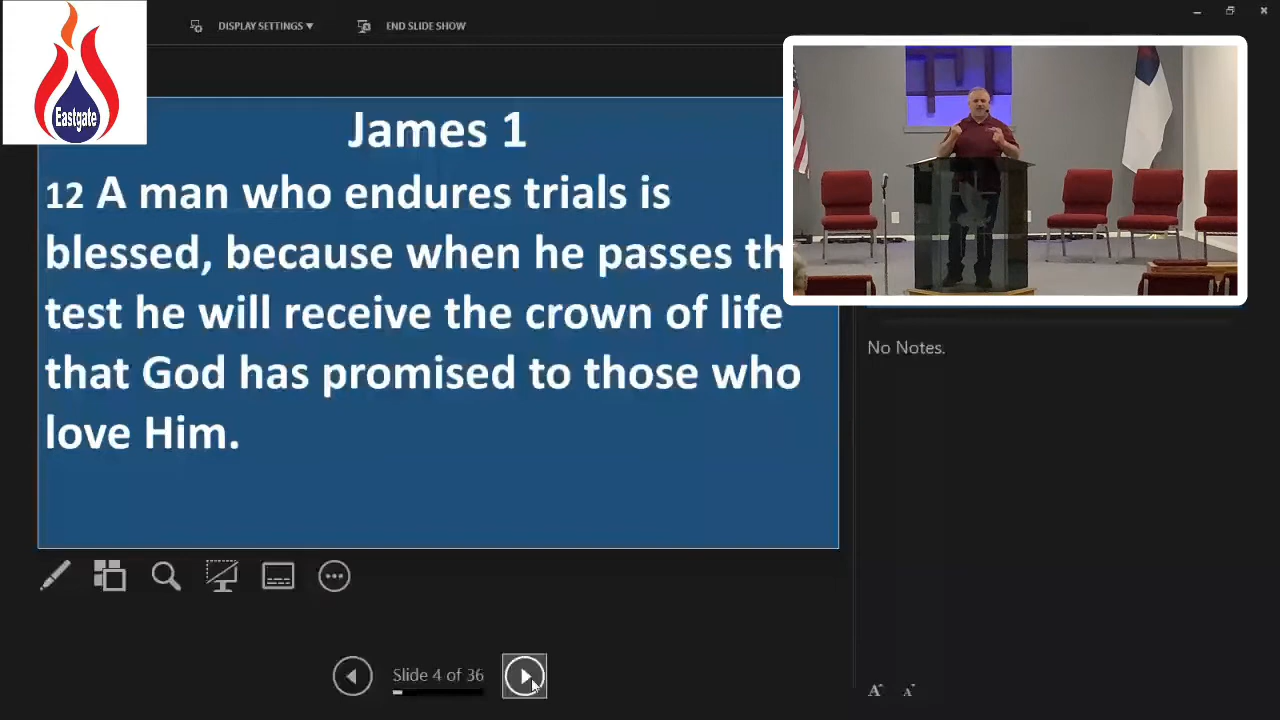 DISPLAY SETTINGS ▼ END SLIDE SHOW
Eastgate
James 1
12 A man who endures trials is
blessed, because when he passes th
test he will receive the crown of life
that God has promised to those who
love Him.
No Notes.
Slide 4 of 36
A A